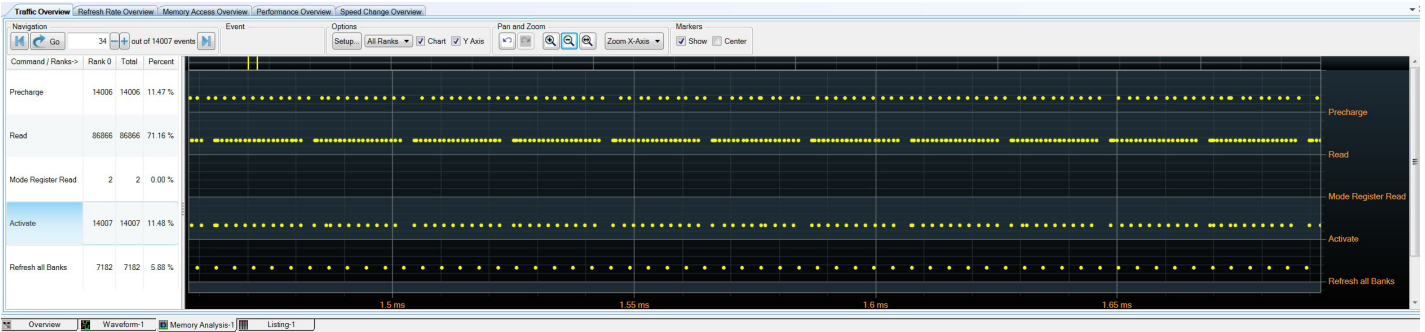 Traffic Overview Refresh Rate Overview Memory Access Overview Performance Overview Speed Change Overview
Navigation Event Options Pan and Zoom Markers
Go 34 - + out of 14007 events Setup... All Ranks Chart Y Axis Zoom X-Axis Show Center
Command / Ranks-> Rank 0 Total Percent
Precharge 14006 14006 11.47 %
Precharge
Read 86866 86866 71.16 %
Read
Mode Register Read 2 2 0.00 %
Mode Register Read
Activate 14007 14007 11.48 %
Activate
Refresh all Banks 7182 7182 5.88 %
Refresh all Banks
1.5 ms 1.55 ms 1.6 ms 1.65 ms
Overview Waveform-1 Memory Analysis-1 Listing-1